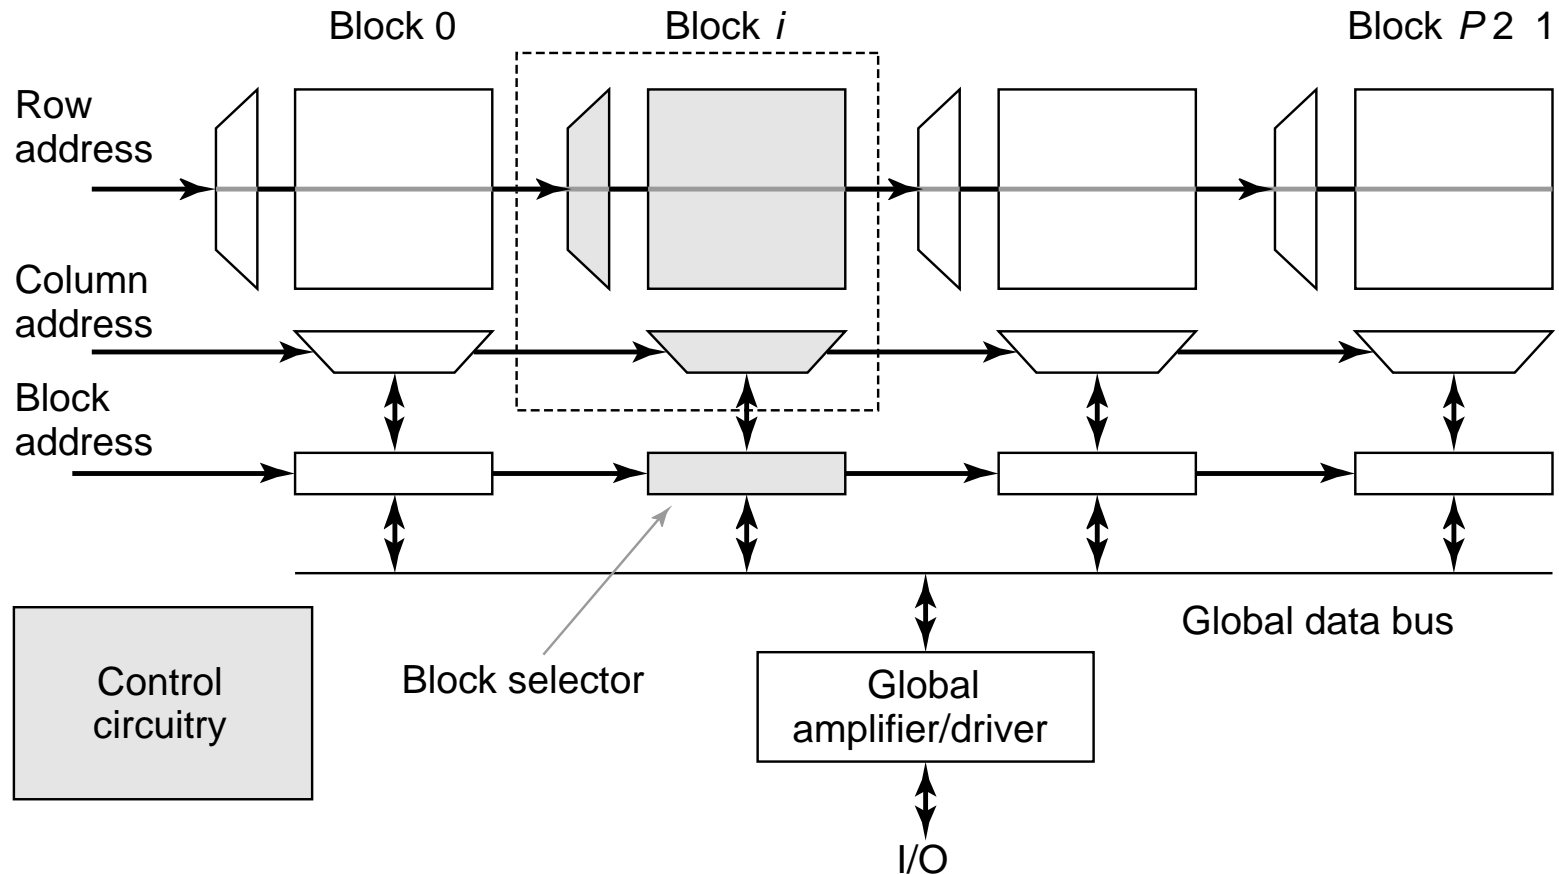 Block 0
Block i
Block P 2 1
Row
address
Column
address
Block
address
Global data bus
Control
circuitry
Block selector
Global
amplifier/driver
I/O